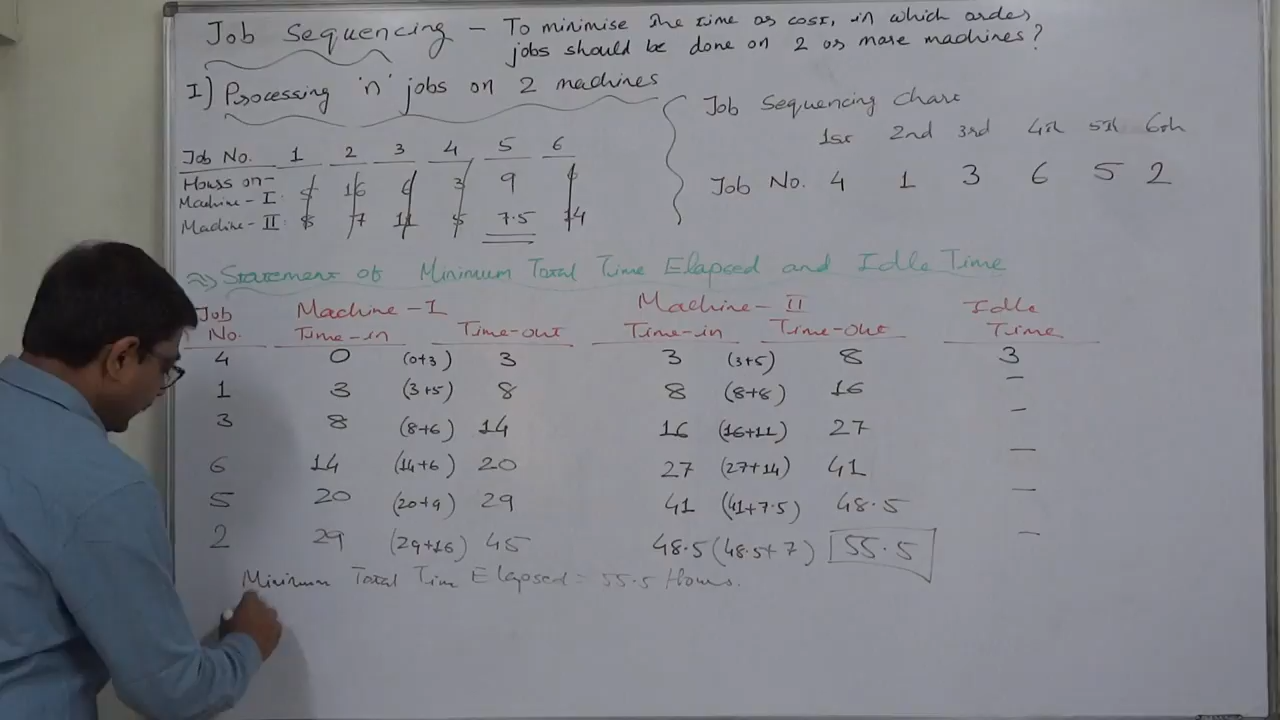 Job Sequencing - To minimise the time or cost, in which order
jobs should be done on 2 or more machines?
I) Processing 'n' jobs on 2 machines
Job No. 1 2 3 4 5 6
Hours on-
Machine-I: 5 16 6 3 9 6
Machine-II: 8 7 11 5 7.5 14
Job Sequencing Chart
1st 2nd 3rd 4th 5th 6th
Job No. 4 1 3 6 5 2
Statement of Minimum Total Time Elapsed and Idle Time
Job No. Machine-I Machine-II Idle Time
Time-in Time-out Time-in Time-out
4 0 (0+3) 3 3 (3+5) 8 3
1 3 (3+5) 8 8 (8+8) 16 -
3 8 (8+6) 14 16 (16+11) 27 -
6 14 (14+6) 20 27 (27+14) 41 -
5 20 (20+9) 29 41 (41+7.5) 48.5 -
2 29 (29+16) 45 48.5 (48.5+7) 55.5 -
Minimum Total Time Elapsed = 55.5 Hours.